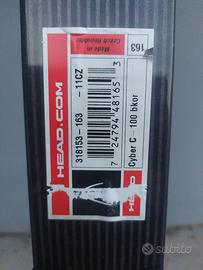 HEAD.COM
Made in
Czech Republic
163
318153-163 -11CZ
7 24794 48165 3
HEAD
Cyber C - 100 bkor
subito